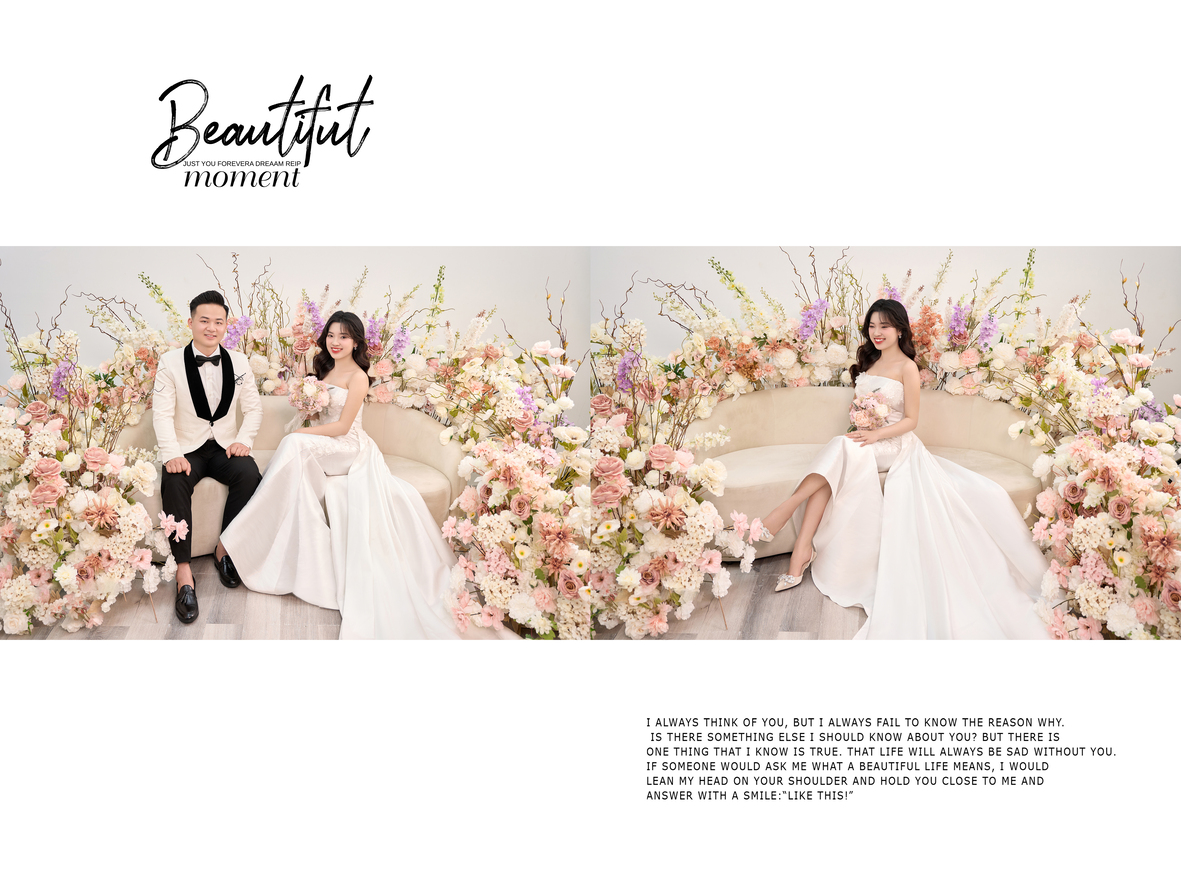 Beautiful
JUST YOU FOREVERA DREAAM REIP
moment
I ALWAYS THINK OF YOU, BUT I ALWAYS FAIL TO KNOW THE REASON WHY.
IS THERE SOMETHING ELSE I SHOULD KNOW ABOUT YOU? BUT THERE IS
ONE THING THAT I KNOW IS TRUE. THAT LIFE WILL ALWAYS BE SAD WITHOUT YOU.
IF SOMEONE WOULD ASK ME WHAT A BEAUTIFUL LIFE MEANS, I WOULD
LEAN MY HEAD ON YOUR SHOULDER AND HOLD YOU CLOSE TO ME AND
ANSWER WITH A SMILE:“LIKE THIS!”